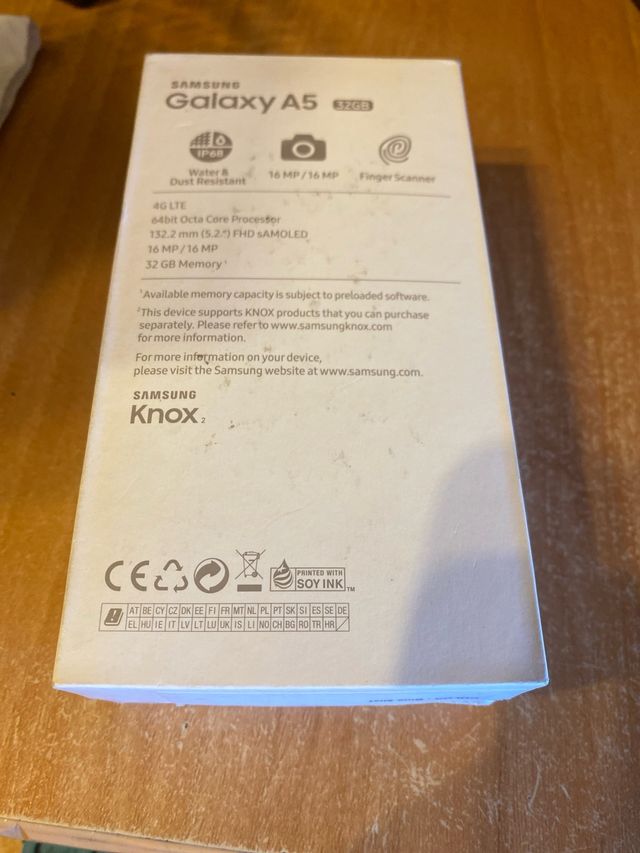 SAMSUNG
Galaxy A5 32GB
IP68
Water &
Dust Resistant
16 MP / 16 MP
Finger Scanner
4G LTE
64bit Octa Core Processor
132.2 mm (5.2") FHD sAMOLED
16 MP / 16 MP
32 GB Memory¹
¹Available memory capacity is subject to preloaded software.
²This device supports KNOX products that you can purchase
separately. Please refer to www.samsungknox.com
for more information.
For more information on your device,
please visit the Samsung website at www.samsung.com.
SAMSUNG
Knox 2
CE
PRINTED WITH
SOY INK TM
AT BE CY CZ DK EE FI FR MT NL PL PT SK SI ES SE DE
EL HU IE IT LV LT LU UK IS LI NO CH BG RO TR HR